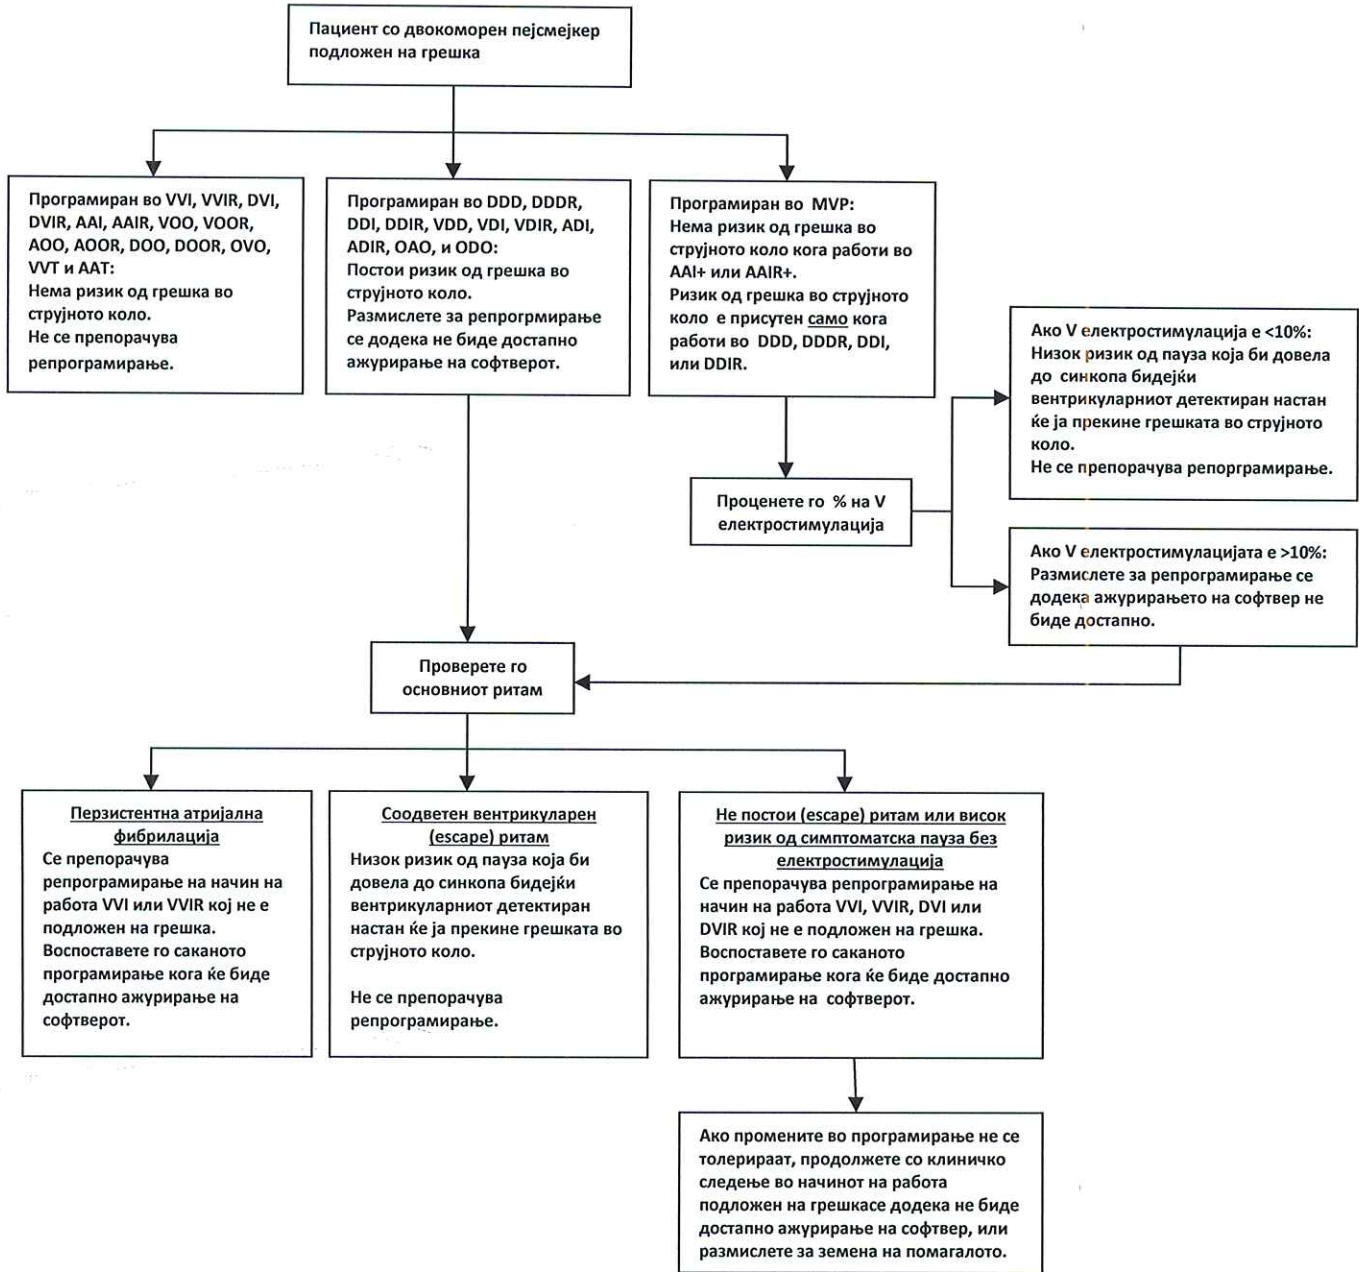 Пациент со двокоморен пејсмејкер
подложен на грешка
Програмиран во VVI, VVIR, DVI,
DVIR, AAI, AAIR, VOO, VOOR,
AOO, AOOR, DOO, DOOR, OVO,
VVT и AAT:
Нема ризик од грешка во
струјното коло.
Не се препорачува
репрограмирање.
Програмиран во DDD, DDDR,
DDI, DDIR, VDD, VDI, VDIR, ADI,
ADIR, OAO, и ODO:
Постои ризик од грешка во
струјното коло.
Размислете за репрогрмирање
се додека не биде достапно
ажурирање на софтверот.
Програмиран во MVP:
Нема ризик од грешка во
струјното коло кога работи во
AAI+ или AAIR+.
Ризик од грешка во струјното
коло е присутен само кога
работи во DDD, DDDR, DDI,
или DDIR.
Проценете го % на V
електростимулација
Ако V електростимулација е <10%:
Низок ризик од пауза која би довела
до синкопа бидејќи
вентрикуларниот детектиран настан
ќе ја прекине грешката во струјното
коло.
Не се препорачува репорграмирање.
Ако V електростимулацијата е >10%:
Размислете за репрограмирање се
додека ажурирањето на софтвер не
биде достапно.
Проверете го
основниот ритам
Перзистентна атријална
фибрилација
Се препорачува
репрограмирање на начин на
работа VVI или VVIR кој не е
подложен на грешка.
Воспоставете го саканото
програмирање кога ќе биде
достапно ажурирање на
софтверот.
Соодветен вентрикуларен
(escape) ритам
Низок ризик од пауза која би
довела до синкопа бидејќи
вентрикуларниот детектиран
настан ќе ја прекине грешката во
струјното коло.
Не се препорачува
репрограмирање.
Не постои (escape) ритам или висок
ризик од симптоматска пауза без
електростимулација
Се препорачува репрограмирање на
начин на работа VVI, VVIR, DVI или
DVIR кој не е подложен на грешка.
Воспоставете го саканото
програмирање кога ќе биде достапно
ажурирање на софтверот.
Ако промените во програмирање не се
толерираат, продолжете со клиничко
следење во начинот на работа
подложен на грешкасе додека не биде
достапно ажурирање на софтвер, или
размислете за земена на помагалото.